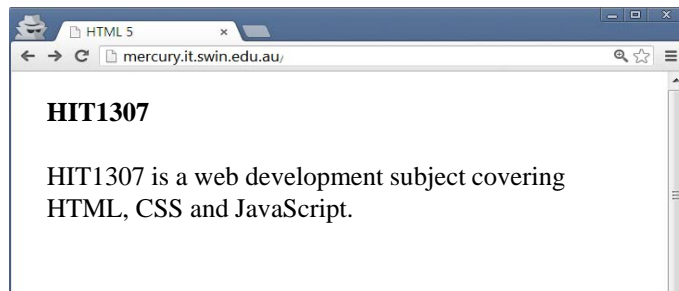 HTML 5
mercury.it.swin.edu.au/
HIT1307
HIT1307 is a web development subject covering
HTML, CSS and JavaScript.